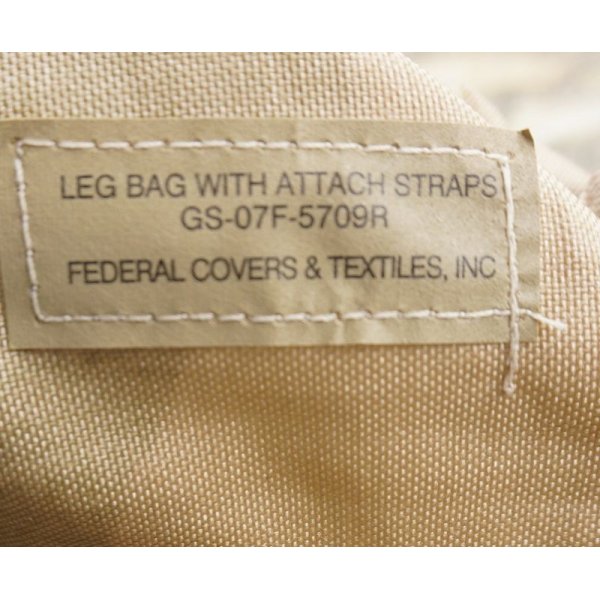 LEG BAG WITH ATTACH STRAPS
GS-07F-5709R
FEDERAL COVERS & TEXTILES, INC